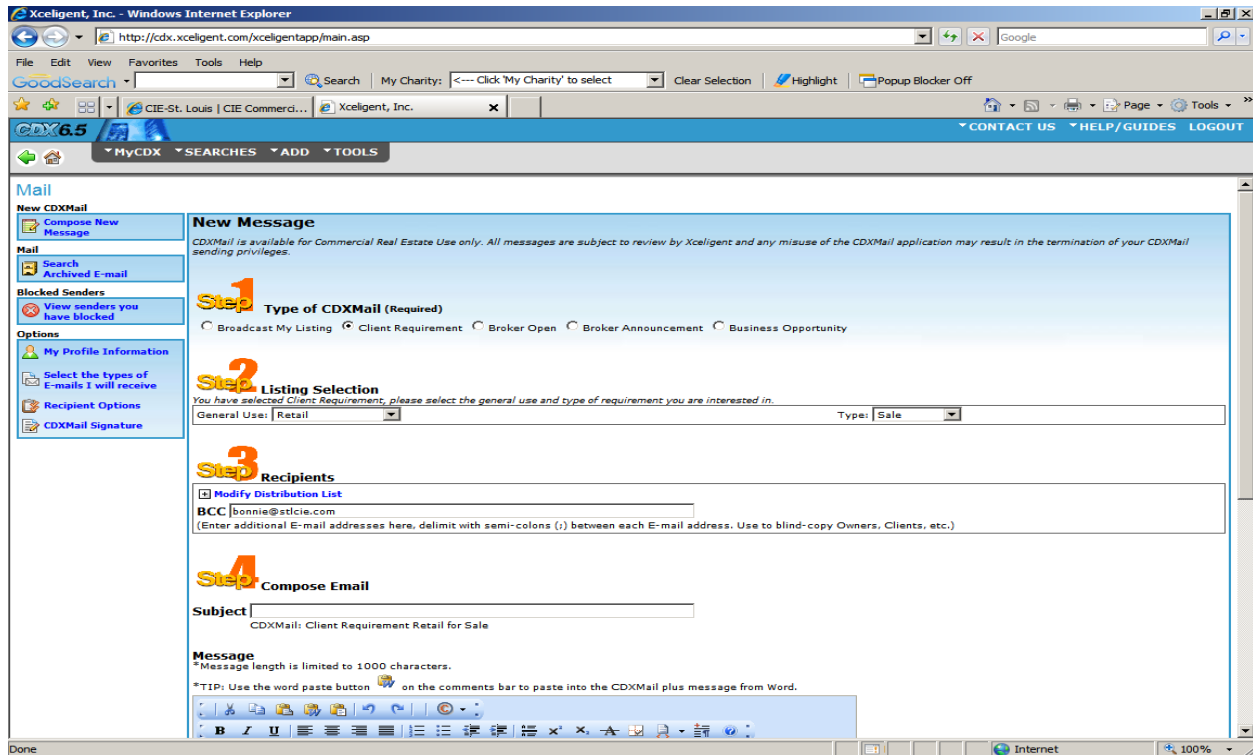 Xceligent, Inc. - Windows Internet Explorer
http://cdx.xceligent.com/xceligentapp/main.asp
Google
File Edit View Favorites Tools Help
GoodSearch Search My Charity: <--- Click 'My Charity' to select Clear Selection Highlight Popup Blocker Off
CIE-St. Louis | CIE Commerci... Xceligent, Inc. Page Tools
CDX 6.5 CONTACT US HELP/GUIDES LOGOUT
MyCDX SEARCHES ADD TOOLS
Mail
New CDXMail
Compose New
Message
Mail
Search
Archived E-mail
Blocked Senders
View senders you
have blocked
Options
My Profile Information
Select the types of
E-mails I will receive
Recipient Options
CDXMail Signature
New Message
CDXMail is available for Commercial Real Estate Use only. All messages are subject to review by Xceligent and any misuse of the CDXMail application may result in the termination of your CDXMail
sending privileges.
Step 1 Type of CDXMail (Required)
Broadcast My Listing Client Requirement Broker Open Broker Announcement Business Opportunity
Step 2 Listing Selection
You have selected Client Requirement, please select the general use and type of requirement you are interested in.
General Use: Retail Type: Sale
Step 3 Recipients
Modify Distribution List
BCC bonnie@stlcie.com
(Enter additional E-mail addresses here, delimit with semi-colons (;) between each E-mail address. Use to blind-copy Owners, Clients, etc.)
Step 4 Compose Email
Subject
CDXMail: Client Requirement Retail for Sale
Message
*Message length is limited to 1000 characters.
*TIP: Use the word paste button on the comments bar to paste into the CDXMail plus message from Word.
B I U
Done Internet 100%